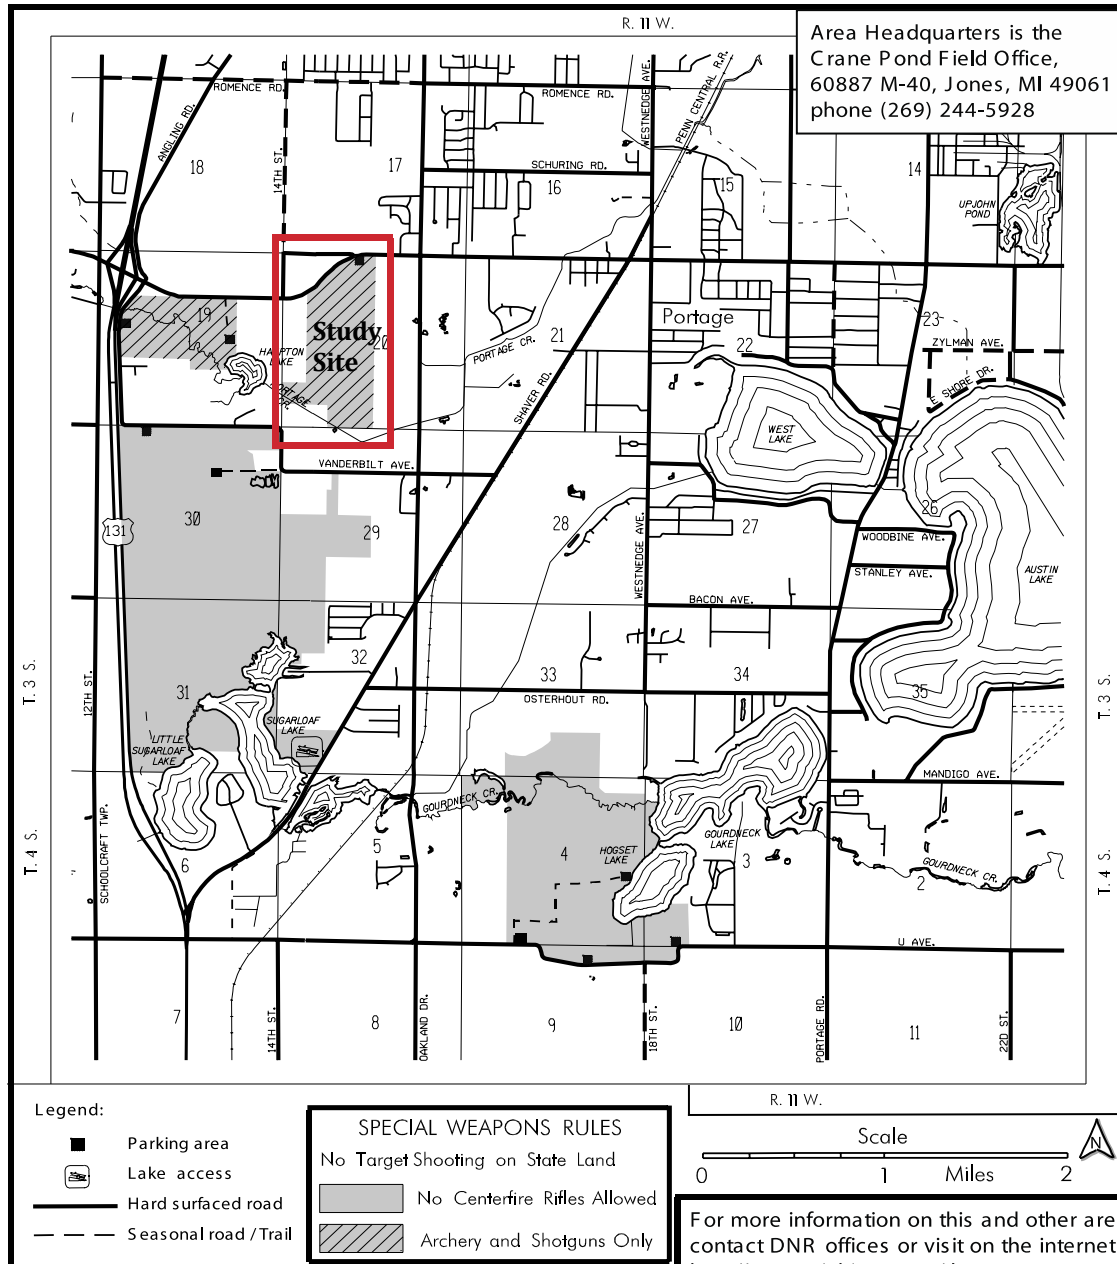 R. 11 W.
Area Headquarters is the
Crane Pond Field Office,
60887 M-40, Jones, MI 49061
phone (269) 244-5928
ROMENCE RD.
ROMENCE RD.
WESTNEDGE AVE.
PENN CENTRAL R.R.
ANGLING RD.
18
14TH ST.
17
SCHURING RD.
16
15
14
UPJOHN
POND
19
Study
Site
20
HAMPTON
LAKE
PORTAGE
CR.
PORTAGE CR.
21
SHAVER RD.
Portage
22
23
ZYLMAN AVE.
E SHORE DR.
WEST
LAKE
VANDERBILT AVE.
30
131
29
28
WESTNEDGE AVE.
27
26
WOODBINE AVE.
STANLEY AVE.
AUSTIN
LAKE
BACON AVE.
T. 3 S.
12TH ST.
31
32
33
34
35
T. 3 S.
OSTERHOUT RD.
SUGARLOAF
LAKE
LITTLE
SUGARLOAF
LAKE
MANDIGO AVE.
T. 4 S.
SCHOOLCRAFT TWP.
6
5
GOURDNECK CR.
4
HOGSET
LAKE
GOURDNECK
LAKE
3
GOURDNECK CR.
2
T. 4 S.
U AVE.
7
14TH ST.
8
OAKLAND DR.
9
18TH ST.
10
PORTAGE RD.
11
22D ST.
R. 11 W.
Legend:
Parking area
Lake access
Hard surfaced road
Seasonal road / Trail
SPECIAL WEAPONS RULES
No Target Shooting on State Land
No Centerfire Rifles Allowed
Archery and Shotguns Only
Scale
0 1 Miles 2
N
For more information on this and other are
contact DNR offices or visit on the internet